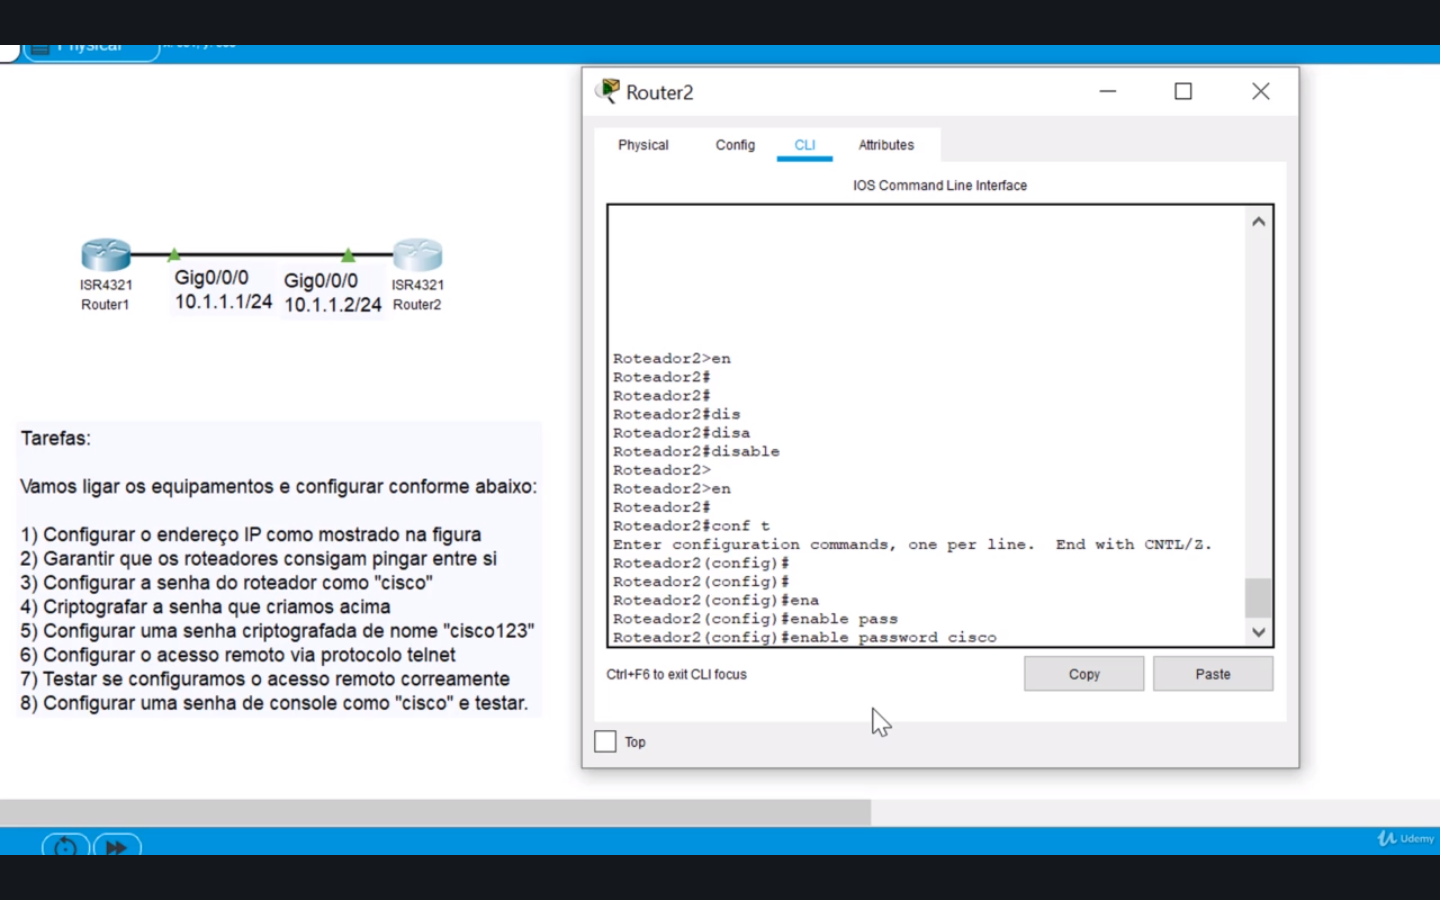 Physical
Router2
Physical Config CLI Attributes
IOS Command Line Interface
Roteador2>en
Roteador2#
Roteador2#
Roteador2#dis
Roteador2#disa
Roteador2#disable
Roteador2>
Roteador2>en
Roteador2#
Roteador2#conf t
Enter configuration commands, one per line.  End with CNTL/Z.
Roteador2(config)#
Roteador2(config)#
Roteador2(config)#ena
Roteador2(config)#enable pass
Roteador2(config)#enable password cisco
Ctrl+F6 to exit CLI focus
Copy
Paste
Top
ISR4321
Router1
Gig0/0/0
10.1.1.1/24
Gig0/0/0
10.1.1.2/24
ISR4321
Router2
Tarefas:
Vamos ligar os equipamentos e configurar conforme abaixo:
1) Configurar o endereço IP como mostrado na figura
2) Garantir que os roteadores consigam pingar entre si
3) Configurar a senha do roteador como "cisco"
4) Criptografar a senha que criamos acima
5) Configurar uma senha criptografada de nome "cisco123"
6) Configurar o acesso remoto via protocolo telnet
7) Testar se configuramos o acesso remoto correamente
8) Configurar uma senha de console como "cisco" e testar.
Udemy